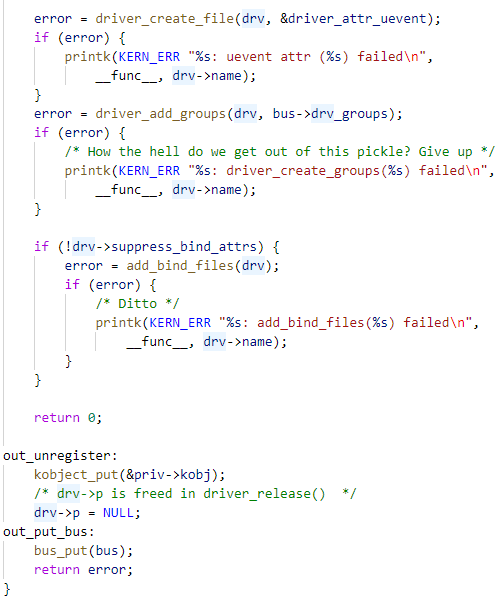 error = driver_create_file(drv, &driver_attr_uevent);
    if (error) {
        printk(KERN_ERR "%s: uevent attr (%s) failed\n",
            __func__, drv->name);
    }
    error = driver_add_groups(drv, bus->drv_groups);
    if (error) {
        /* How the hell do we get out of this pickle? Give up */
        printk(KERN_ERR "%s: driver_create_groups(%s) failed\n",
            __func__, drv->name);
    }

    if (!drv->suppress_bind_attrs) {
        error = add_bind_files(drv);
        if (error) {
            /* Ditto */
            printk(KERN_ERR "%s: add_bind_files(%s) failed\n",
                __func__, drv->name);
        }
    }

    return 0;

out_unregister:
    kobject_put(&priv->kobj);
    /* drv->p is freed in driver_release()  */
    drv->p = NULL;
out_put_bus:
    bus_put(bus);
    return error;
}